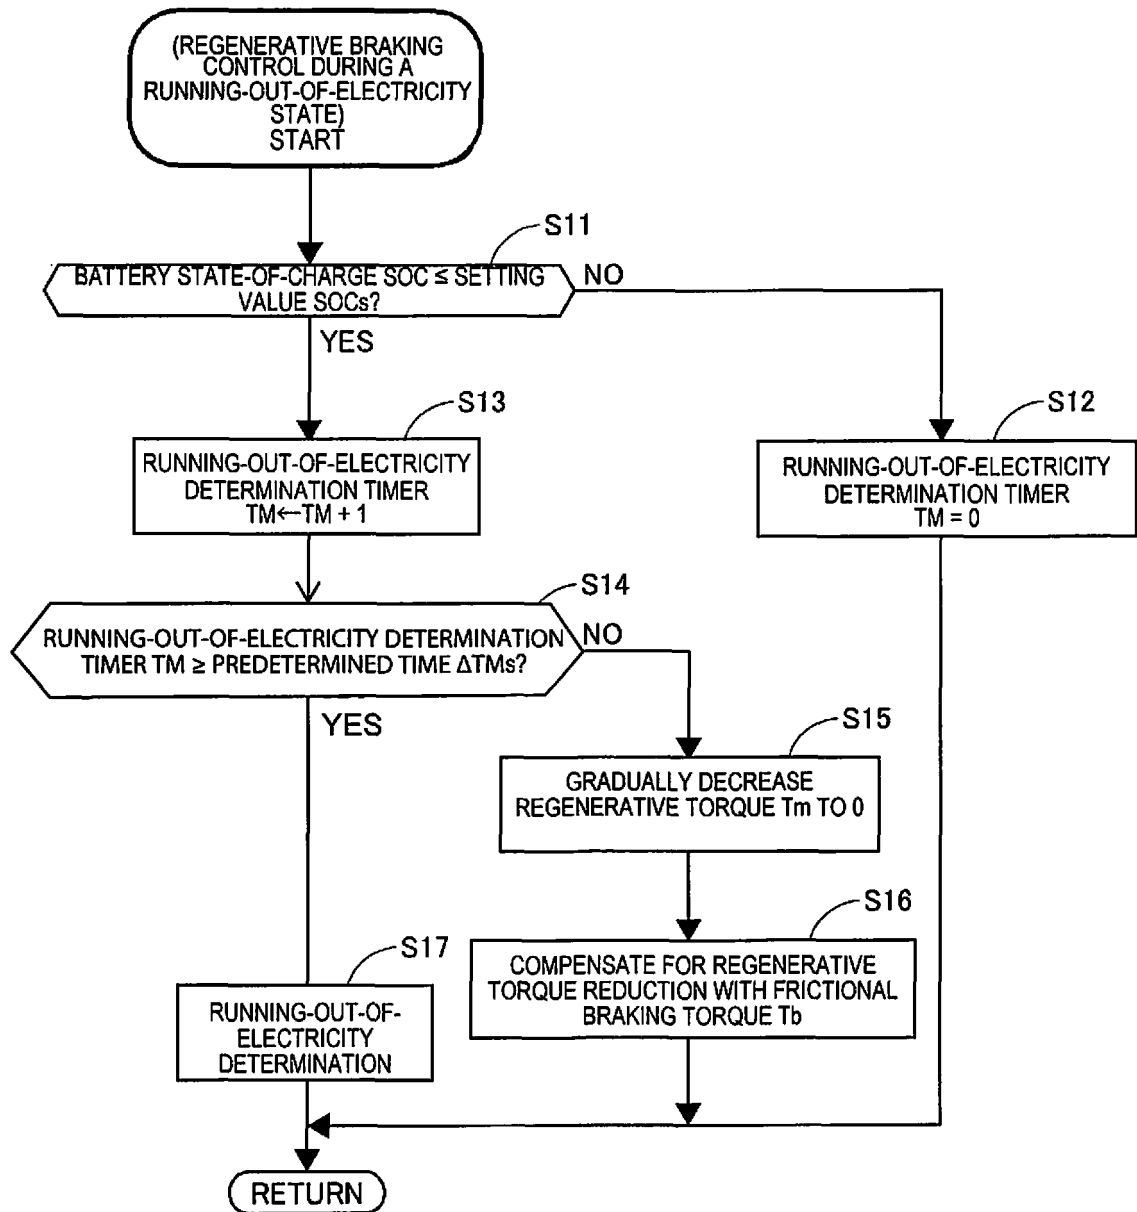 (REGENERATIVE BRAKING
CONTROL DURING A
RUNNING-OUT-OF-ELECTRICITY
STATE)
START
S11
BATTERY STATE-OF-CHARGE SOC ≤ SETTING
VALUE SOCs?
NO
YES
S13
RUNNING-OUT-OF-ELECTRICITY
DETERMINATION TIMER
TM←TM + 1
S12
RUNNING-OUT-OF-ELECTRICITY
DETERMINATION TIMER
TM = 0
S14
RUNNING-OUT-OF-ELECTRICITY DETERMINATION
TIMER TM ≥ PREDETERMINED TIME ΔTMs?
NO
YES
S15
GRADUALLY DECREASE
REGENERATIVE TORQUE Tm TO 0
S16
COMPENSATE FOR REGENERATIVE
TORQUE REDUCTION WITH FRICTIONAL
BRAKING TORQUE Tb
S17
RUNNING-OUT-OF-
ELECTRICITY
DETERMINATION
RETURN